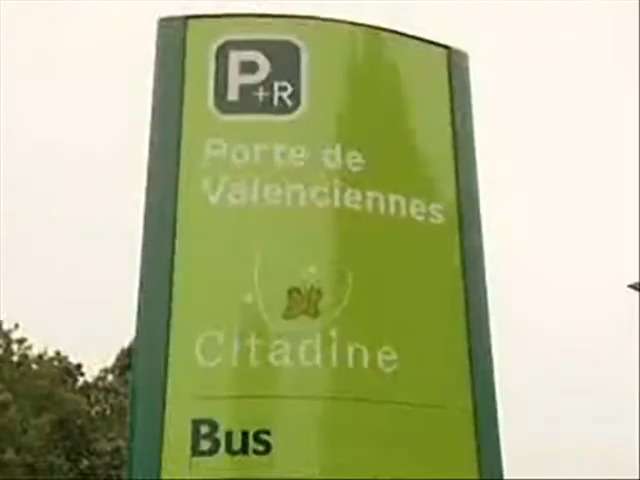 P+R
Porte de
Valenciennes
Citadine
Bus